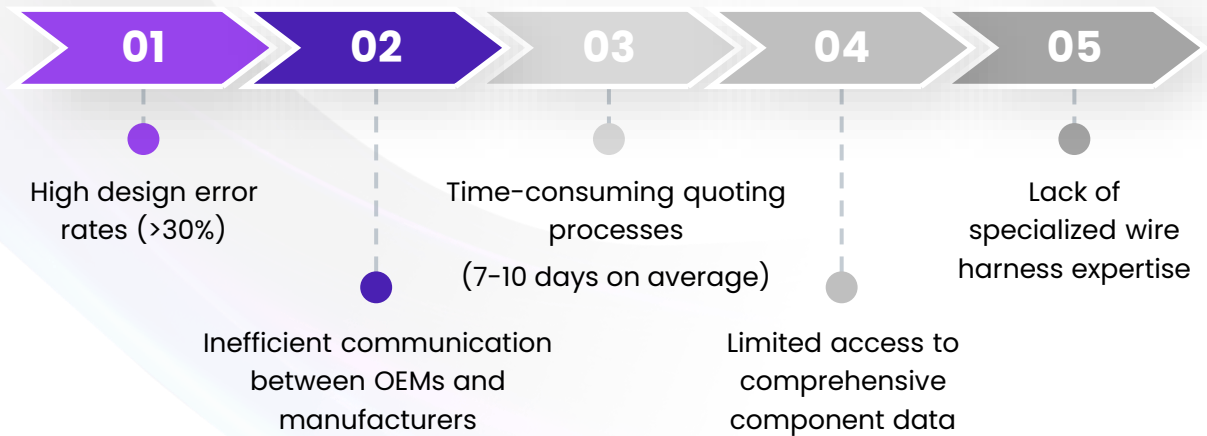 01
02
03
04
05
High design error
rates (>30%)
Inefficient communication
between OEMs and
manufacturers
Time-consuming quoting
processes
(7-10 days on average)
Limited access to
comprehensive
component data
Lack of
specialized wire
harness expertise